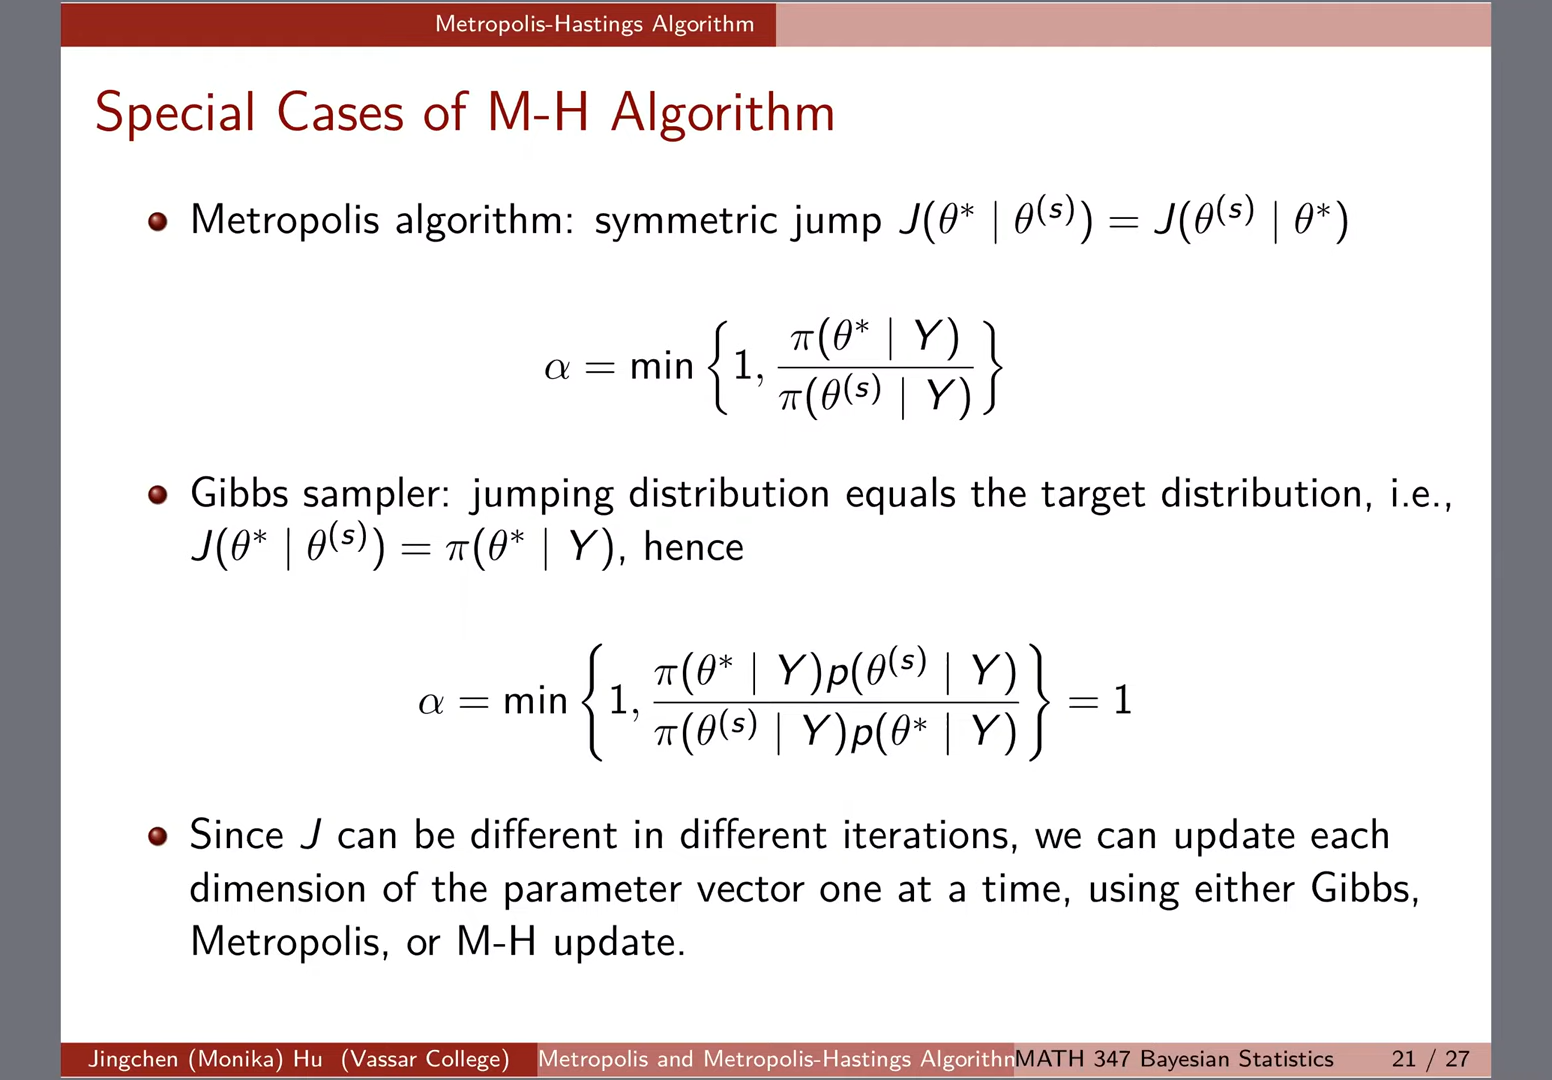 Metropolis-Hastings Algorithm
Special Cases of M-H Algorithm
Metropolis algorithm: symmetric jump J(θ* | θ^(s)) = J(θ^(s) | θ*)
α = min {1, π(θ* | Y) / π(θ^(s) | Y)}
Gibbs sampler: jumping distribution equals the target distribution, i.e.,
J(θ* | θ^(s)) = π(θ* | Y), hence
α = min {1, π(θ* | Y)p(θ^(s) | Y) / π(θ^(s) | Y)p(θ* | Y)} = 1
Since J can be different in different iterations, we can update each
dimension of the parameter vector one at a time, using either Gibbs,
Metropolis, or M-H update.
Jingchen (Monika) Hu (Vassar College) Metropolis and Metropolis-Hastings Algorithn MATH 347 Bayesian Statistics 21 / 27